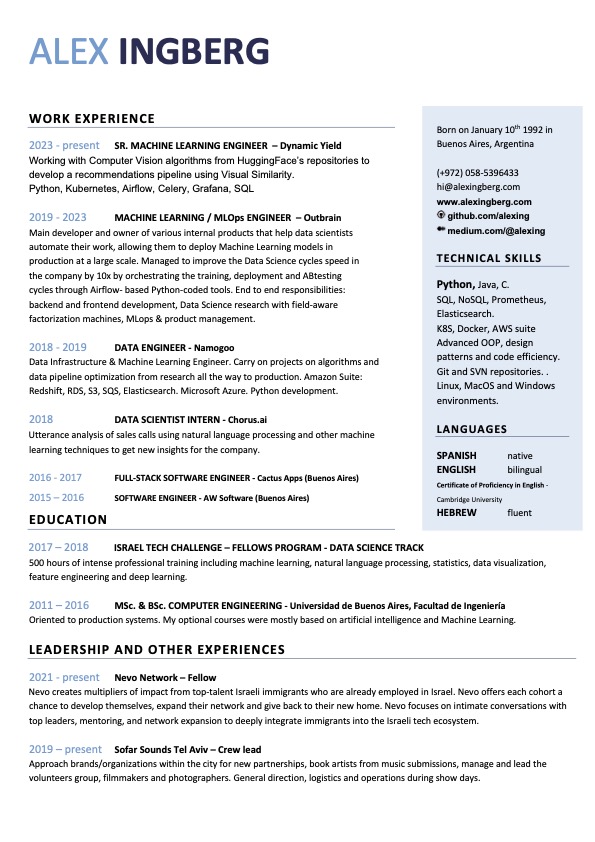 ALEX INGBERG
WORK EXPERIENCE
2023 - present SR. MACHINE LEARNING ENGINEER – Dynamic Yield
Working with Computer Vision algorithms from HuggingFace's repositories to
develop a recommendations pipeline using Visual Similarity.
Python, Kubernetes, Airflow, Celery, Grafana, SQL
2019 - 2023 MACHINE LEARNING / MLOps ENGINEER – Outbrain
Main developer and owner of various internal products that help data scientists
automate their work, allowing them to deploy Machine Learning models in
production at a large scale. Managed to improve the Data Science cycles speed in
the company by 10x by orchestrating the training, deployment and ABtesting
cycles through Airflow- based Python-coded tools. End to end responsibilities:
backend and frontend development, Data Science research with field-aware
factorization machines, MLops & product management.
2018 - 2019 DATA ENGINEER - Namogoo
Data Infrastructure & Machine Learning Engineer. Carry on projects on algorithms and
data pipeline optimization from research all the way to production. Amazon Suite:
Redshift, RDS, S3, SQS, Elasticsearch. Microsoft Azure. Python development.
2018 DATA SCIENTIST INTERN - Chorus.ai
Utterance analysis of sales calls using natural language processing and other machine
learning techniques to get new insights for the company.
2016 - 2017 FULL-STACK SOFTWARE ENGINEER - Cactus Apps (Buenos Aires)
2015 – 2016 SOFTWARE ENGINEER - AW Software (Buenos Aires)
Born on January 10th 1992 in
Buenos Aires, Argentina
(+972) 058-5396433
hi@alexingberg.com
www.alexingberg.com
github.com/alexing
medium.com/@alexing
TECHNICAL SKILLS
Python, Java, C.
SQL, NoSQL, Prometheus,
Elasticsearch.
K8S, Docker, AWS suite
Advanced OOP, design
patterns and code efficiency.
Git and SVN repositories. .
Linux, MacOS and Windows
environments.
LANGUAGES
SPANISH native
ENGLISH bilingual
Certificate of Proficiency in English -
Cambridge University
HEBREW fluent
EDUCATION
2017 – 2018 ISRAEL TECH CHALLENGE – FELLOWS PROGRAM - DATA SCIENCE TRACK
500 hours of intense professional training including machine learning, natural language processing, statistics, data visualization,
feature engineering and deep learning.
2011 – 2016 MSc. & BSc. COMPUTER ENGINEERING - Universidad de Buenos Aires, Facultad de Ingeniería
Oriented to production systems. My optional courses were mostly based on artificial intelligence and Machine Learning.
LEADERSHIP AND OTHER EXPERIENCES
2021 - present Nevo Network – Fellow
Nevo creates multipliers of impact from top-talent Israeli immigrants who are already employed in Israel. Nevo offers each cohort a
chance to develop themselves, expand their network and give back to their new home. Nevo focuses on intimate conversations with
top leaders, mentoring, and network expansion to deeply integrate immigrants into the Israeli tech ecosystem.
2019 – present Sofar Sounds Tel Aviv – Crew lead
Approach brands/organizations within the city for new partnerships, book artists from music submissions, manage and lead the
volunteers group, filmmakers and photographers. General direction, logistics and operations during show days.